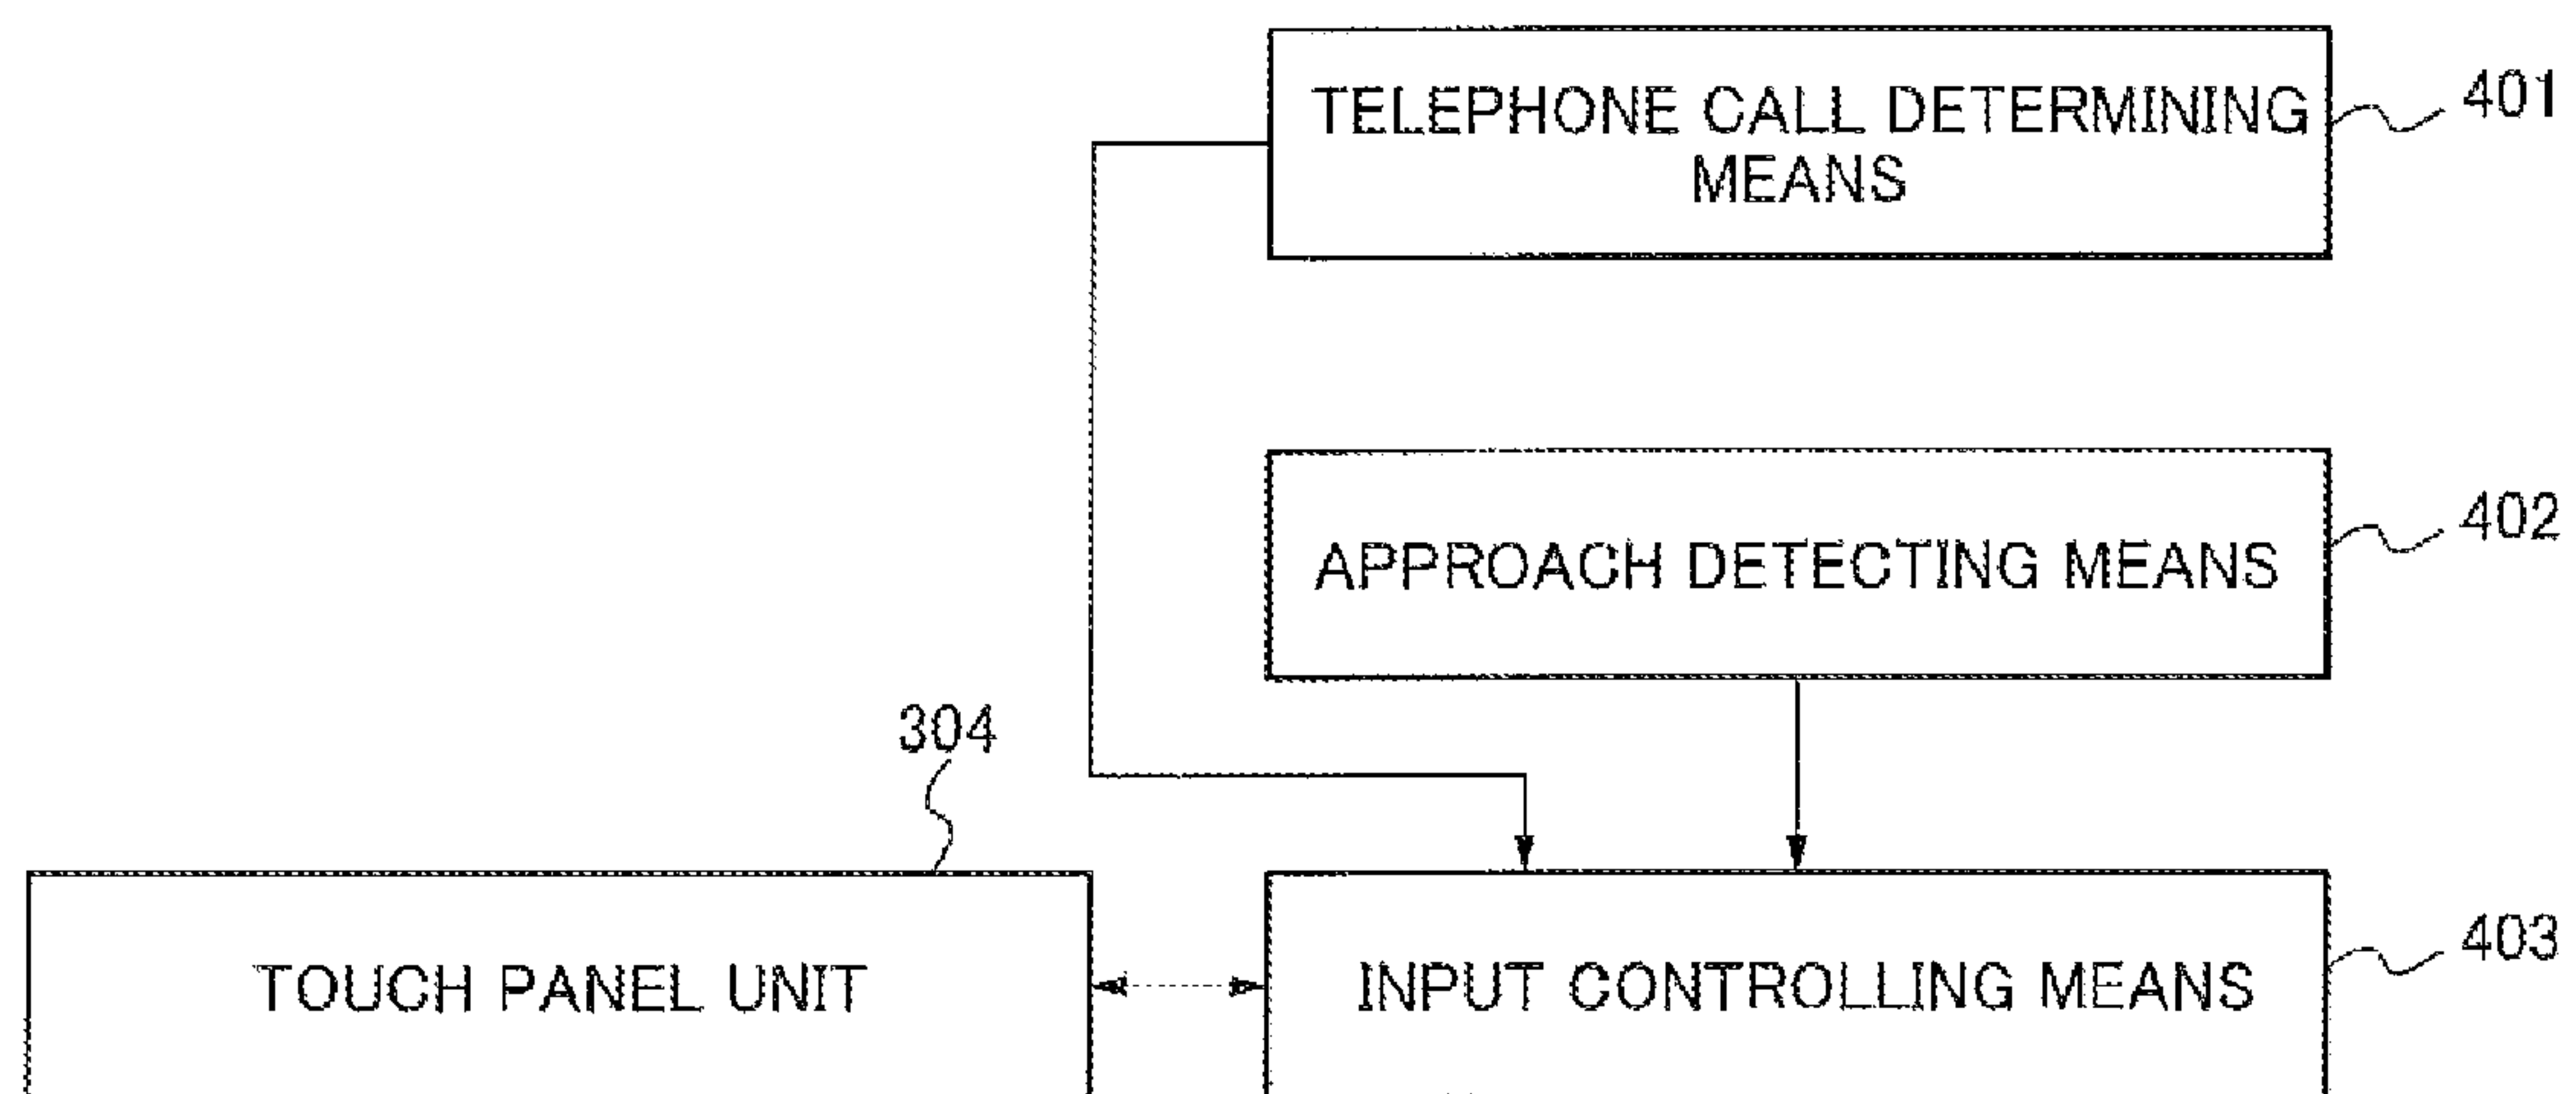 TELEPHONE CALL DETERMINING
MEANS
401
APPROACH DETECTING MEANS
402
304
TOUCH PANEL UNIT
INPUT CONTROLLING MEANS
403